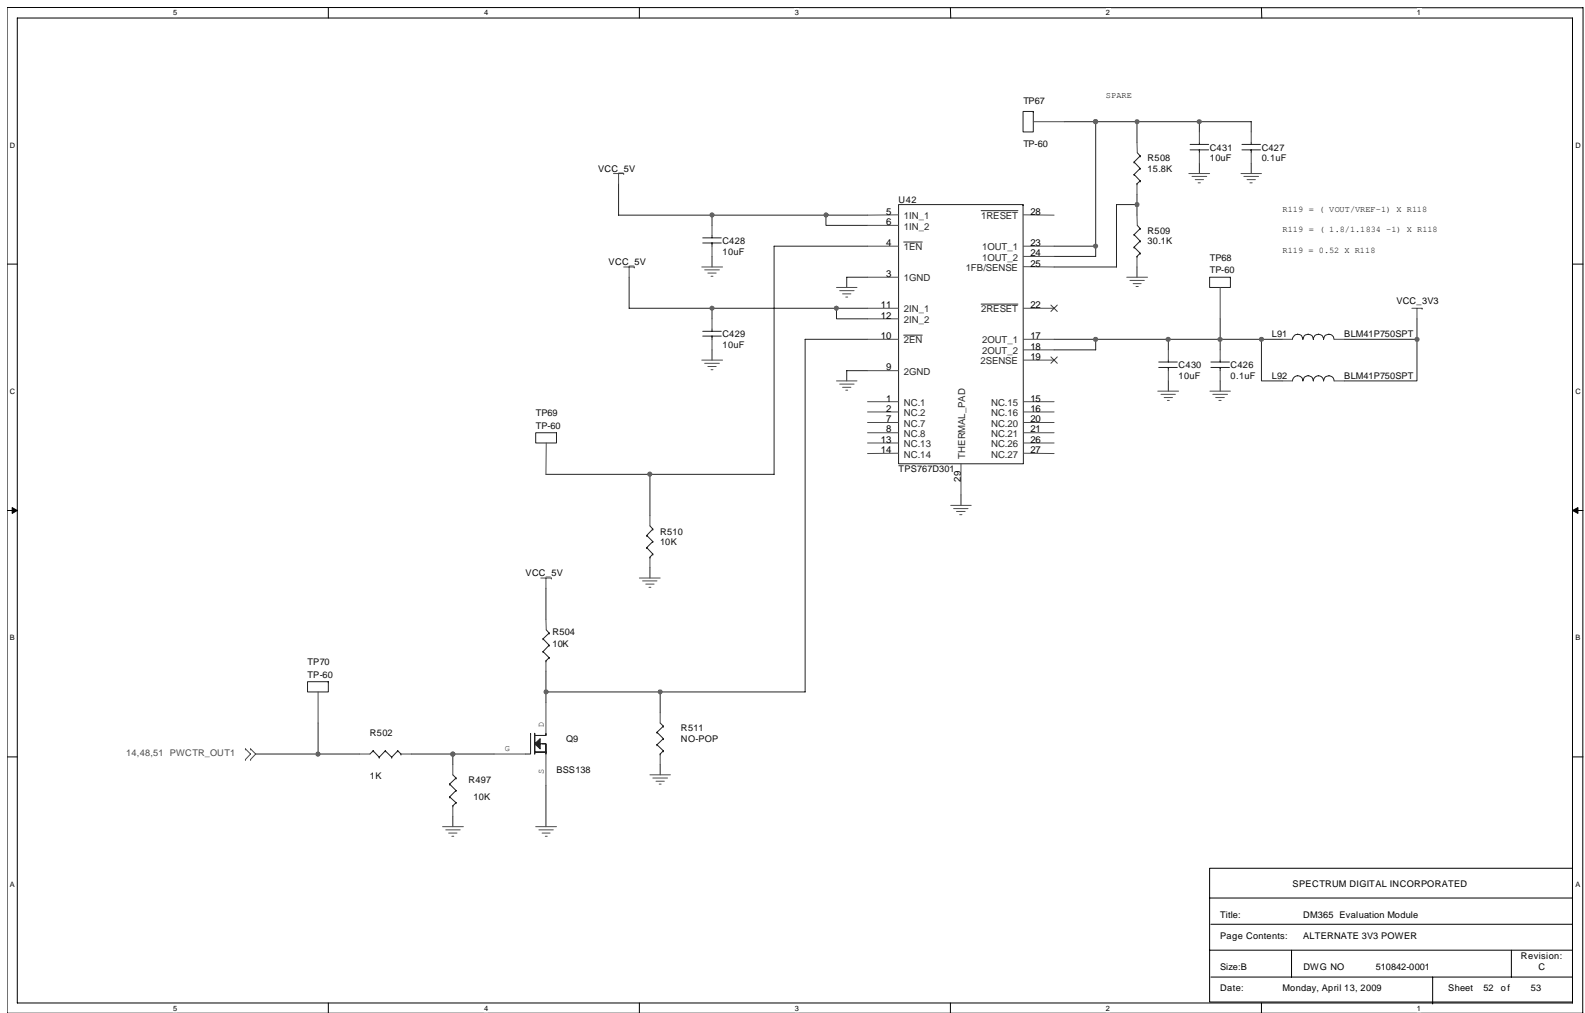 5 4 3 2 1
D
D
C
C
B
B
A
A
TP67
TP-60
SPARE
R508
15.8K
C431
10uF
C427
0.1uF
R509
30.1K
R119 = ( VOUT/VREF-1) X R118
R119 = ( 1.8/1.1834 -1) X R118
R119 = 0.52 X R118
VCC_5V
C428
10uF
VCC_5V
C429
10uF
U42
5 1IN_1
6 1IN_2
4 1EN
3 1GND
11 2IN_1
12 2IN_2
10 2EN
9 2GND
1 NC.1
2 NC.2
7 NC.7
8 NC.8
13 NC.13
14 NC.14
1RESET 28
1OUT_1 23
1OUT_2 24
1FB/SENSE 25
2RESET 22
2OUT_1 17
2OUT_2 18
2SENSE 19
NC.15 15
NC.16 16
NC.20 20
NC.21 21
NC.26 26
NC.27 27
THERMAL_PAD
29
TPS767D301
TP68
TP-60
VCC_3V3
L91 BLM41P750SPT
L92 BLM41P750SPT
C430
10uF
C426
0.1uF
TP69
TP-60
R510
10K
VCC_5V
R504
10K
TP70
TP-60
14,48,51 PWCTR_OUT1
R502
1K
R497
10K
G
D
S
Q9
BSS138
R511
NO-POP
SPECTRUM DIGITAL INCORPORATED
Title: DM365 Evaluation Module
Page Contents: ALTERNATE 3V3 POWER
Size:B DWG NO 510842-0001 Revision: C
Date: Monday, April 13, 2009 Sheet 52 of 53
5 4 3 2 1